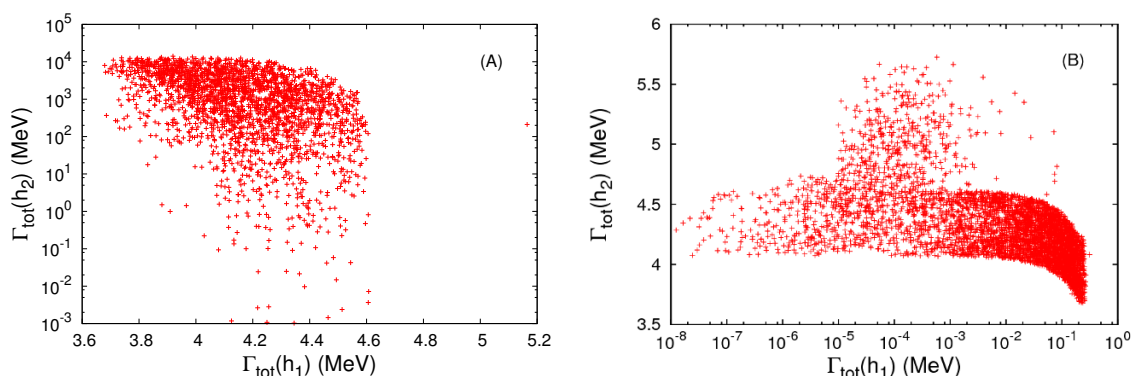 (A)
Γtot(h2) (MeV)
10^5
10^4
10^3
10^2
10^1
10^0
10^-1
10^-2
10^-3
3.6 3.8 4 4.2 4.4 4.6 4.8 5 5.2
Γtot(h1) (MeV)
(B)
Γtot(h2) (MeV)
6
5.5
5
4.5
4
3.5
10^-8 10^-7 10^-6 10^-5 10^-4 10^-3 10^-2 10^-1 10^0
Γtot(h1) (MeV)